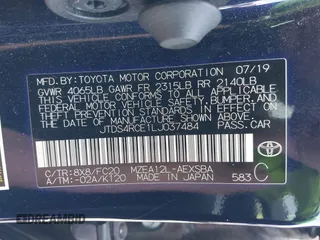 MFD. BY: TOYOTA MOTOR CORPORATION 07/19
GVWR 4065LB GAWR FR 2315LB RR 2140LB
THIS VEHICLE CONFORMS TO ALL APPLICABLE
FEDERAL MOTOR VEHICLE SAFETY, BUMPER, AND
THEFT PREVENTION STANDARDS IN EFFECT ON
THE DATE OF MANUFACTURE SHOWN ABOVE.
JTDS4RCE1LJ037484 PASS. CAR
C/TR: 8X8/FC20 MZEA12L-AEXSBA
A/TM: -02A/K120 MADE IN JAPAN 583 C